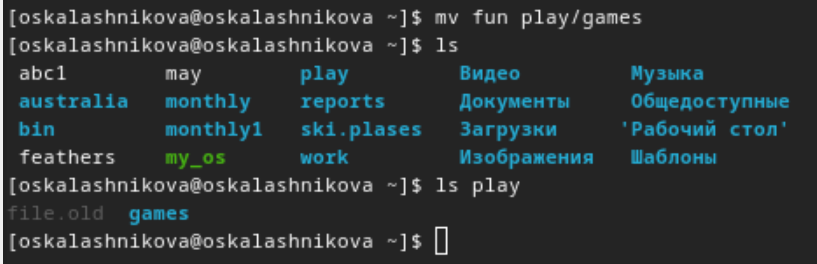 [oskalashnikova@oskalashnikova ~]$ mv fun play/games
[oskalashnikova@oskalashnikova ~]$ ls
abc1 may play Видео Музыка
australia monthly reports Документы Общедоступные
bin monthly1 ski.plases Загрузки 'Рабочий стол'
feathers my_os work Изображения Шаблоны
[oskalashnikova@oskalashnikova ~]$ ls play
file.old games
[oskalashnikova@oskalashnikova ~]$